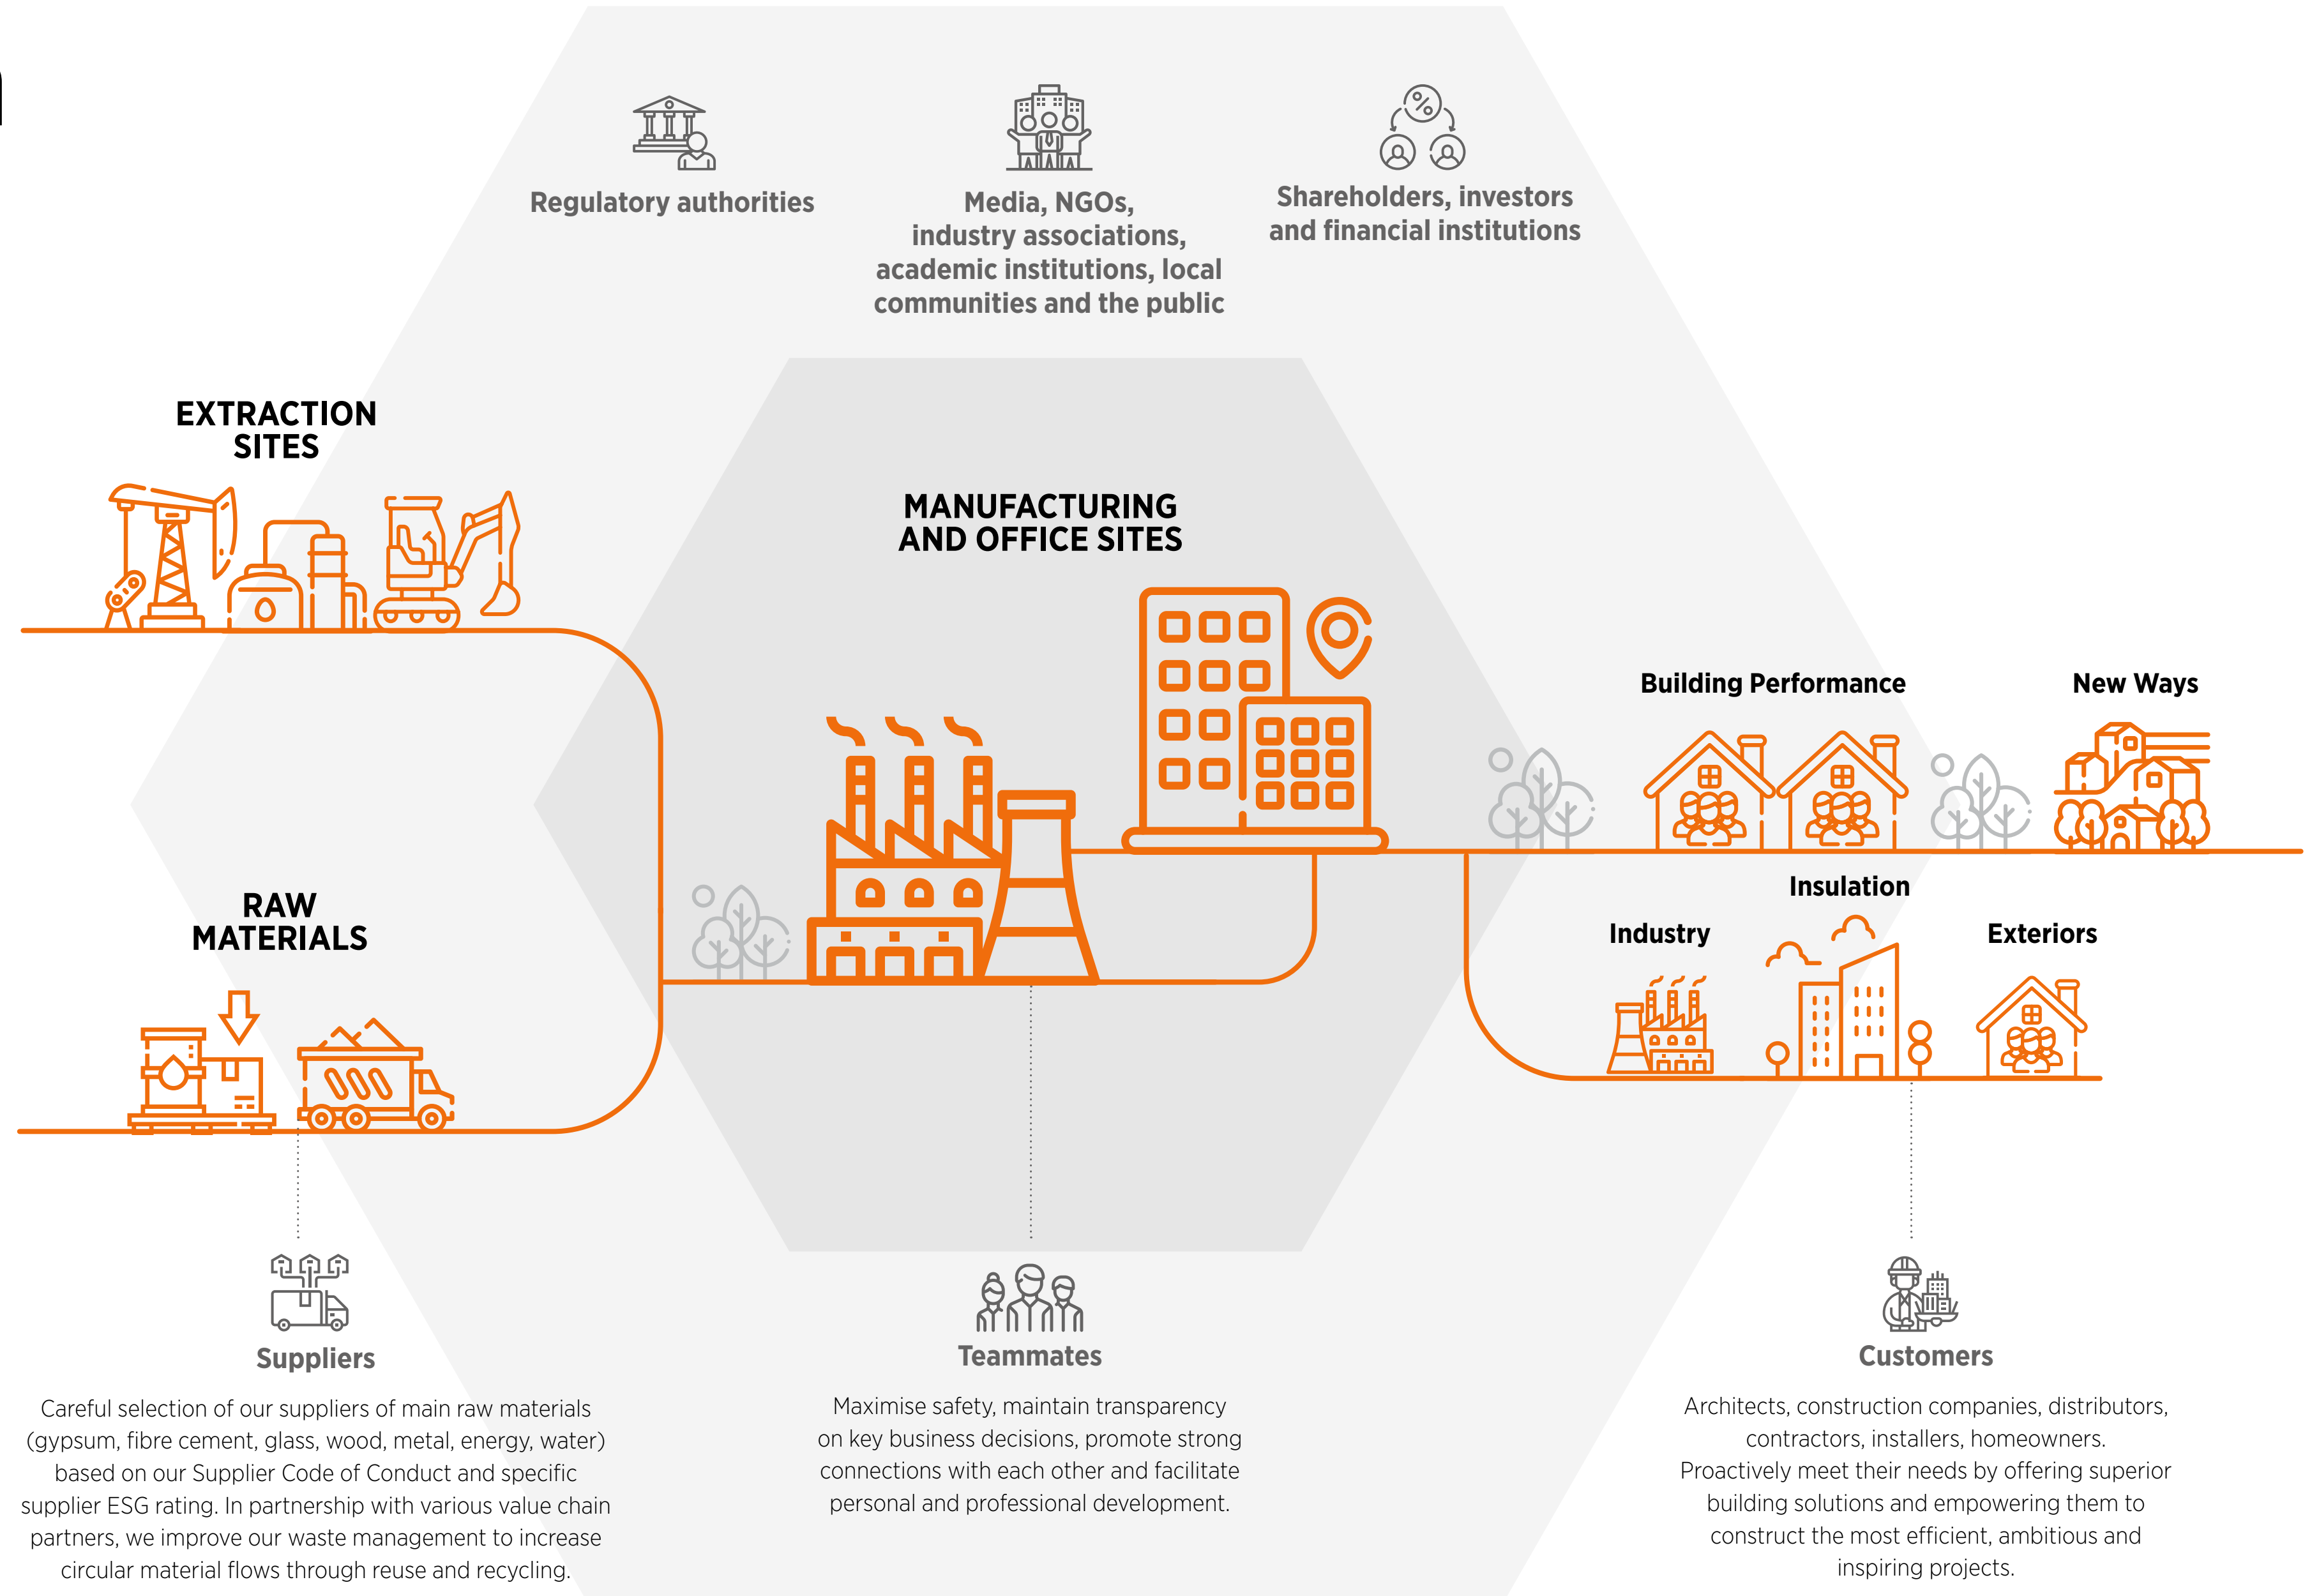 Regulatory authorities
Media, NGOs,
industry associations,
academic institutions, local
communities and the public
Shareholders, investors
and financial institutions
EXTRACTION
SITES
MANUFACTURING
AND OFFICE SITES
Building Performance
New Ways
RAW
MATERIALS
Insulation
Industry
Exteriors
Suppliers
Careful selection of our suppliers of main raw materials
(gypsum, fibre cement, glass, wood, metal, energy, water)
based on our Supplier Code of Conduct and specific
supplier ESG rating. In partnership with various value chain
partners, we improve our waste management to increase
circular material flows through reuse and recycling.
Teammates
Maximise safety, maintain transparency
on key business decisions, promote strong
connections with each other and facilitate
personal and professional development.
Customers
Architects, construction companies, distributors,
contractors, installers, homeowners.
Proactively meet their needs by offering superior
building solutions and empowering them to
construct the most efficient, ambitious and
inspiring projects.